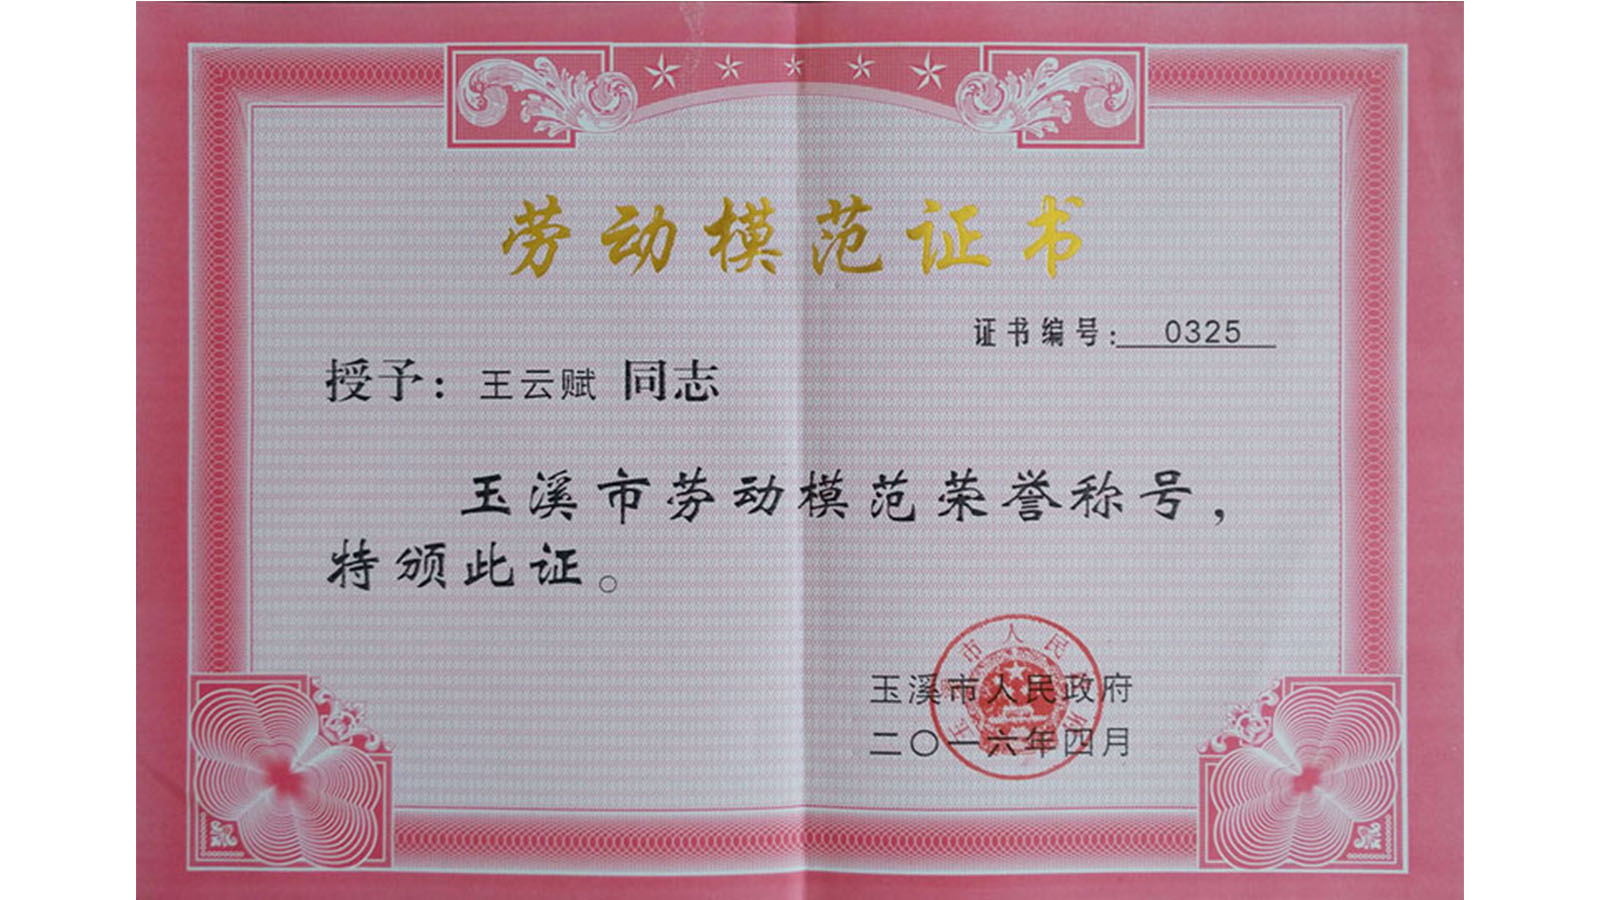 劳动模范证书
证书编号: 0325
授予: 王云赋 同志
玉溪市劳动模范荣誉称号,
特颁此证。
玉溪市人民政府
二〇一六年四月